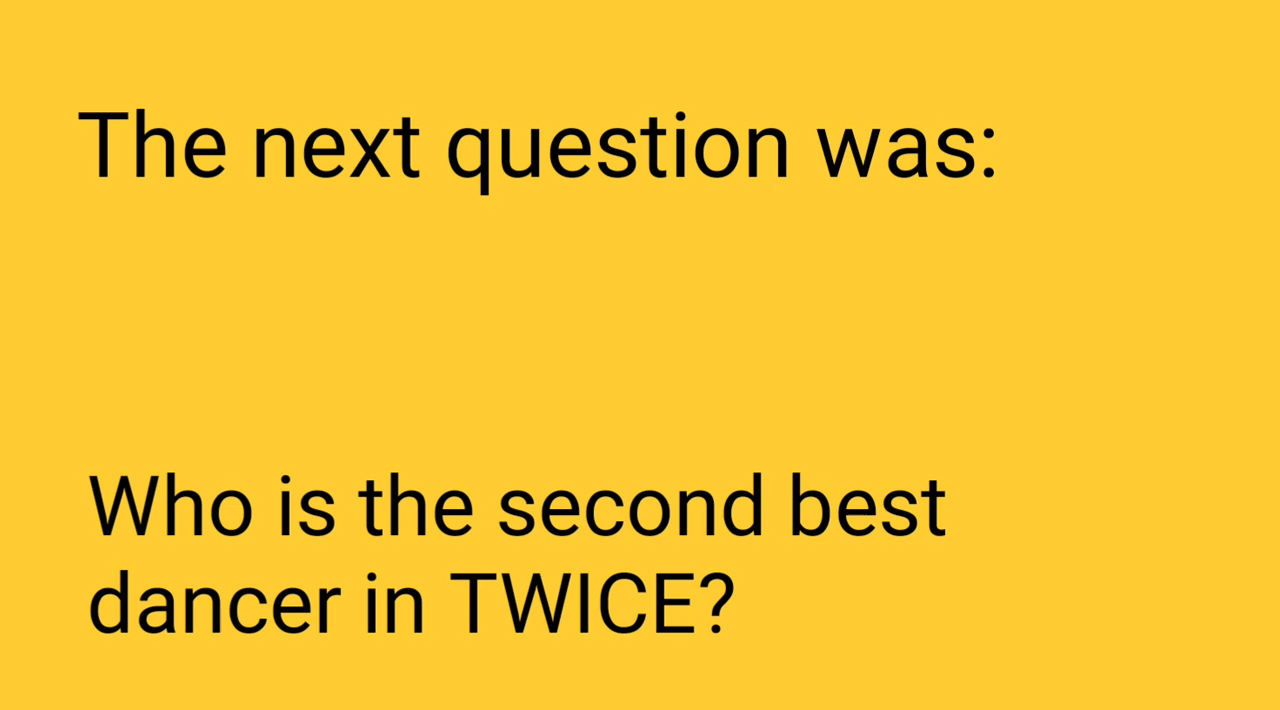 The next question was:
Who is the second best
dancer in TWICE?